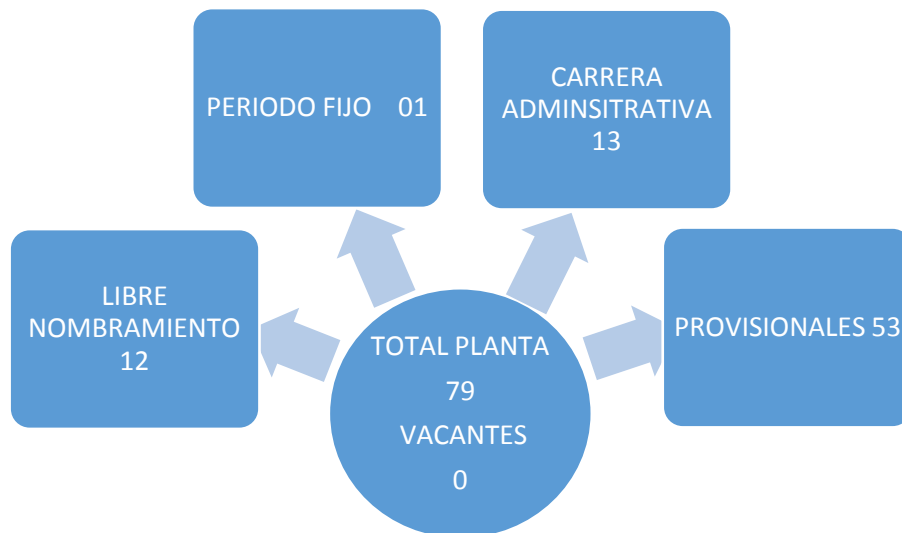 PERIODO FIJO 01
CARRERA
ADMINSITRATIVA
13
LIBRE
NOMBRAMIENTO
12
TOTAL PLANTA
79
VACANTES
0
PROVISIONALES 53